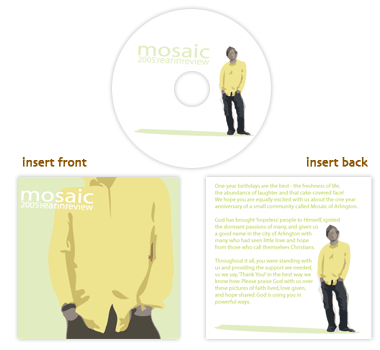 mosaic
2005yearinreview
insert front
insert back
mosaic
2005yearinreview
One-year birthdays are the best - the freshness of life,
the abundance of laughter and that cake-covered face!
We hope you are equally excited with us about the one year
anniversary of a small community called Mosaic of Arlington.
God has brought 'hopeless' people to Himself, ignited
the dormant passions of many, and given us
a good name in the city of Arlington with
many who had seen little love and hope
from those who call themselves Christians.
Throughout it all, you were standing with
us and providing the support we needed,
so we say, 'Thank You!' in the best way we
know how. Please prove God with us over
these pictures of faith lived, love given,
and hope shared. God is using you in
powerful ways.